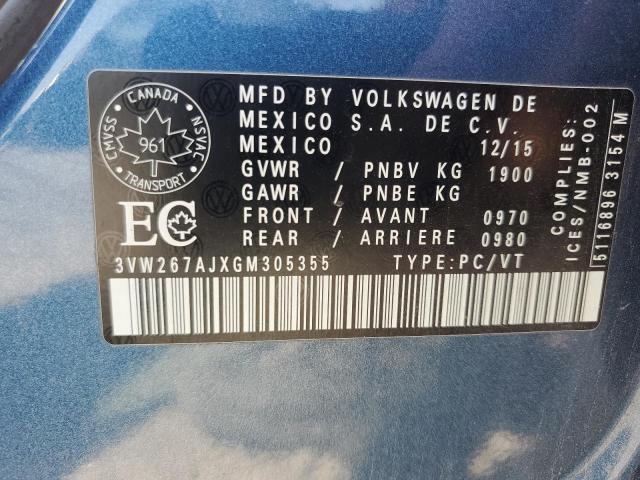 CANADA
CMVSS
NSVAC
961
TRANSPORT
EC
MFD BY VOLKSWAGEN DE
MEXICO S.A. DE C.V.
MEXICO 12/15
GVWR / PNBV KG 1900
GAWR / PNBE KG
FRONT / AVANT 0970
REAR / ARRIERE 0980
3VW267AJXGM305355 TYPE:PC/VT
COMPLIES:
ICES/NMB-002
5116896 3154 M